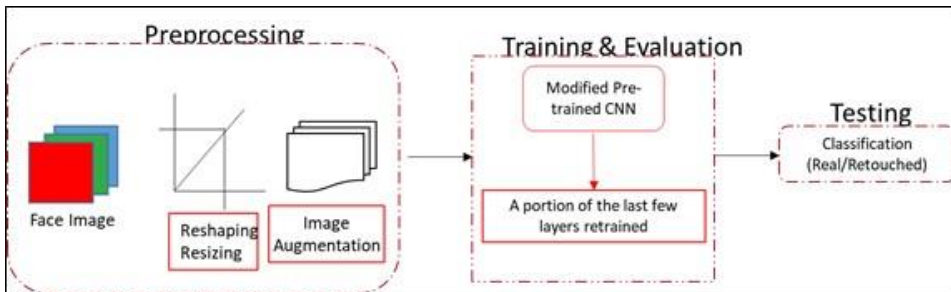 Preprocessing
Face Image
Reshaping
Resizing
Image
Augmentation
Training & Evaluation
Modified Pre-
trained CNN
A portion of the last few
layers retrained
Testing
Classification
(Real/Retouched)